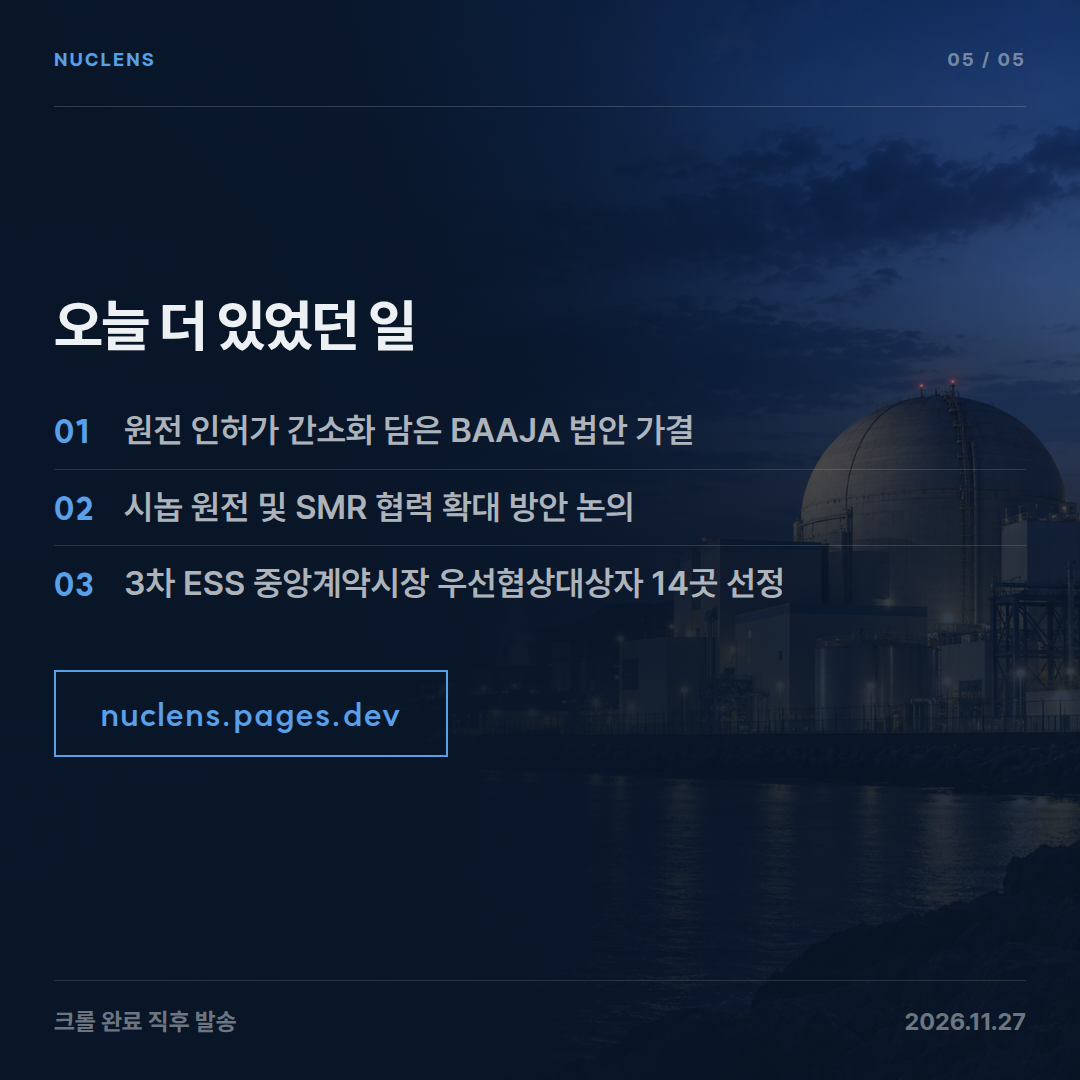 NUCLENS
05 / 05
오늘 더 있었던 일
01 원전 인허가 간소화 담은 BAAJA 법안 가결
02 시놉 원전 및 SMR 협력 확대 방안 논의
03 3차 ESS 중앙계약시장 우선협상대상자 14곳 선정
nuclens.pages.dev
크롤 완료 직후 발송
2026.11.27